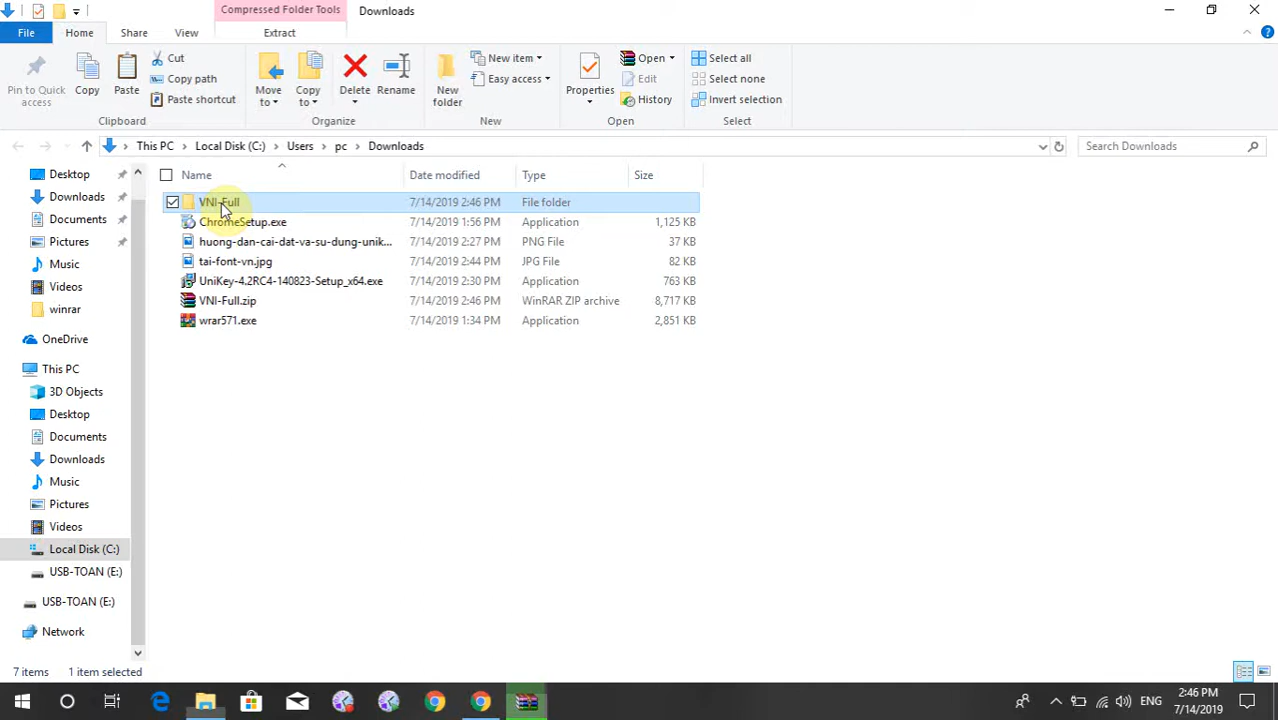 Compressed Folder Tools Downloads
File Home Share View Extract
Pin to Quick access
Copy
Paste
Cut
Copy path
Paste shortcut
Clipboard
Move to
Copy to
Delete
Rename
Organize
New folder
New item
Easy access
New
Properties
Open
Edit
History
Open
Select all
Select none
Invert selection
Select
This PC Local Disk (C:) Users pc Downloads Search Downloads
Name Date modified Type Size
VNI-Full 7/14/2019 2:46 PM File folder
ChromeSetup.exe 7/14/2019 1:56 PM Application 1,125 KB
huong-dan-cai-dat-va-su-dung-unik... 7/14/2019 2:27 PM PNG File 37 KB
tai-font-vn.jpg 7/14/2019 2:44 PM JPG File 82 KB
UniKey-4.2RC4-140823-Setup_x64.exe 7/14/2019 2:30 PM Application 763 KB
VNI-Full.zip 7/14/2019 2:46 PM WinRAR ZIP archive 8,717 KB
wrar571.exe 7/14/2019 1:34 PM Application 2,851 KB
Desktop
Downloads
Documents
Pictures
Music
Videos
winrar
OneDrive
This PC
3D Objects
Desktop
Documents
Downloads
Music
Pictures
Videos
Local Disk (C:)
USB-TOAN (E:)
USB-TOAN (E:)
Network
7 items 1 item selected
ENG
2:46 PM
7/14/2019